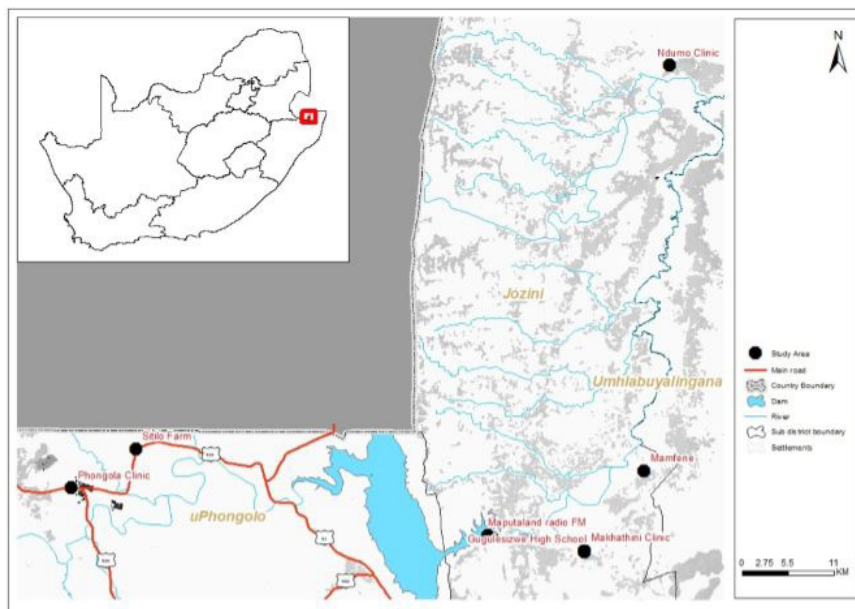 N
Ndumo Clinic
Jozini
Umhlabuyalingana
Study Area
Main road
Country Boundary
Dam
River
Sub district boundary
Settlements
Sitilo Farm
Phongola Clinic
Mamfene
uPhongolo
Maputaland radio FM
Gugulesizwe High School
Makhathini Clinic
0 2.75 5.5 11
KM